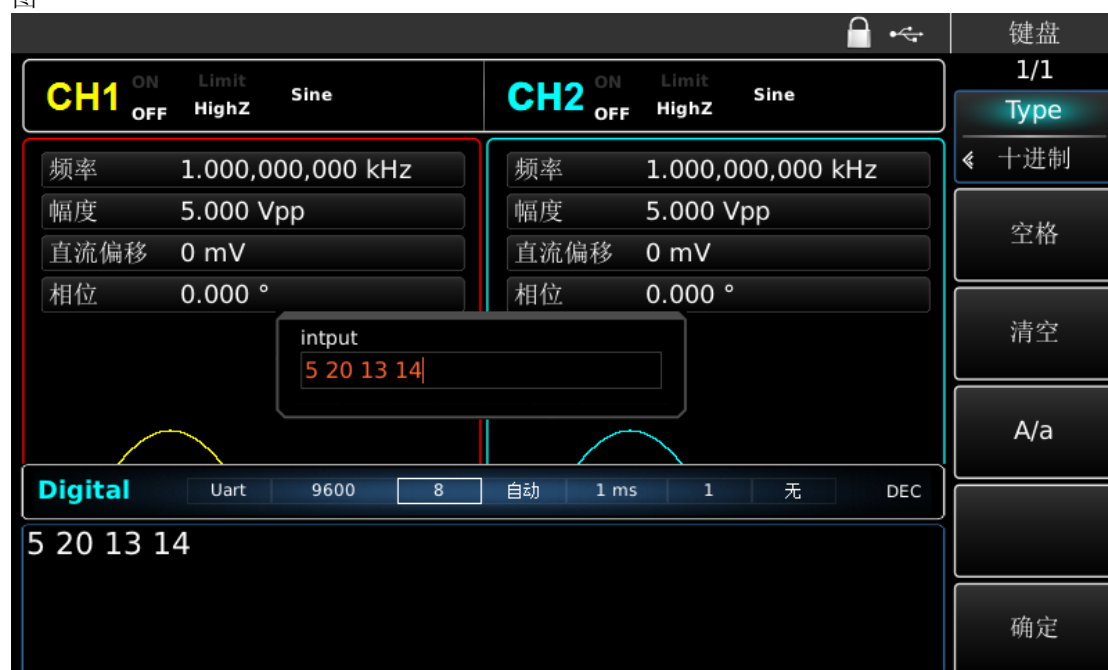 图
键盘
1/1
CH1 ON OFF Limit HighZ Sine
CH2 ON OFF Limit HighZ Sine
Type
十进制
频率 1.000,000,000 kHz
幅度 5.000 Vpp
直流偏移 0 mV
相位 0.000 °
频率 1.000,000,000 kHz
幅度 5.000 Vpp
直流偏移 0 mV
相位 0.000 °
空格
清空
intput
5 20 13 14
A/a
Digital Uart 9600 8 自动 1 ms 1 无 DEC
5 20 13 14
确定